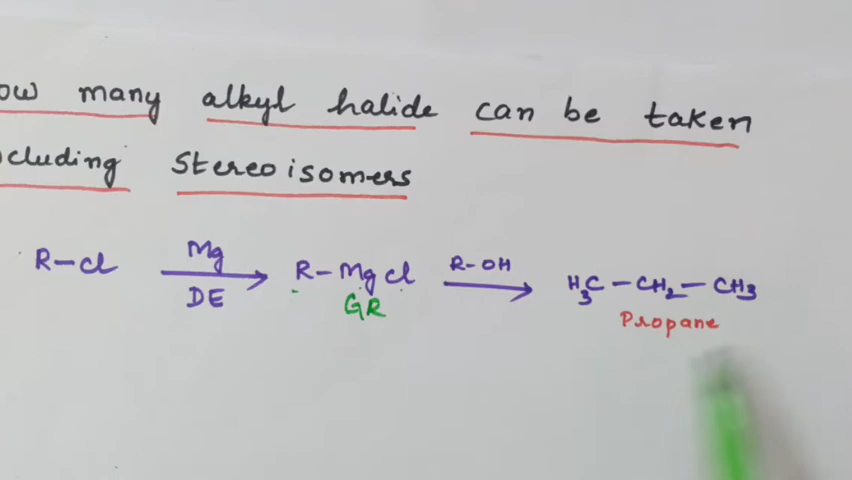 ow many alkyl halide can be taken
cluding Stereoisomers
R-Cl Mg DE R-MgCl R-OH H3C-CH2-CH3
GR Propane